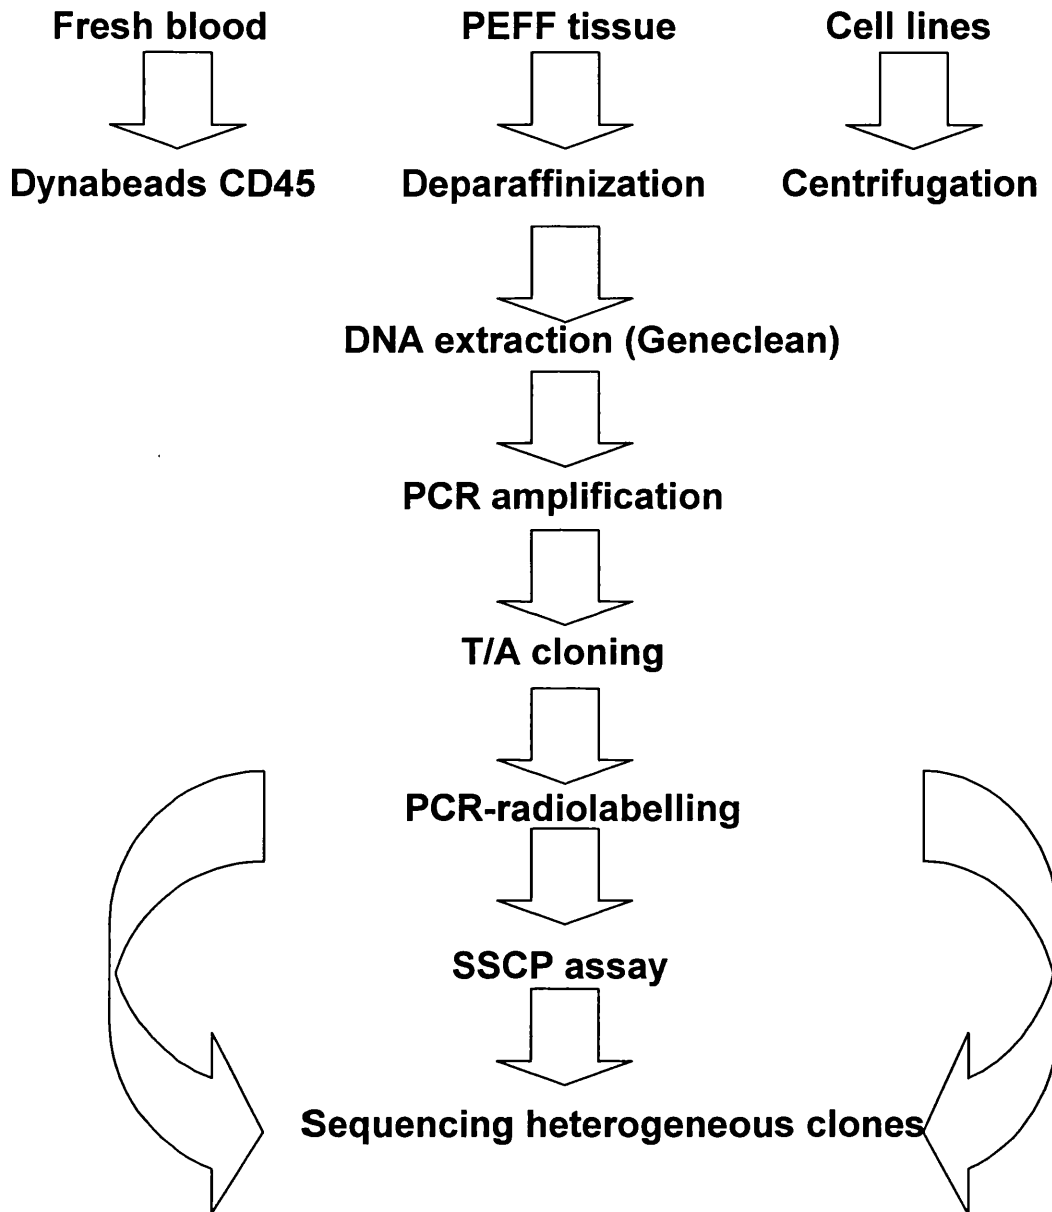 Fresh blood
PEFF tissue
Cell lines
Dynabeads CD45
Deparaffinization
Centrifugation
DNA extraction (Geneclean)
PCR amplification
T/A cloning
PCR-radiolabelling
SSCP assay
Sequencing heterogeneous clones